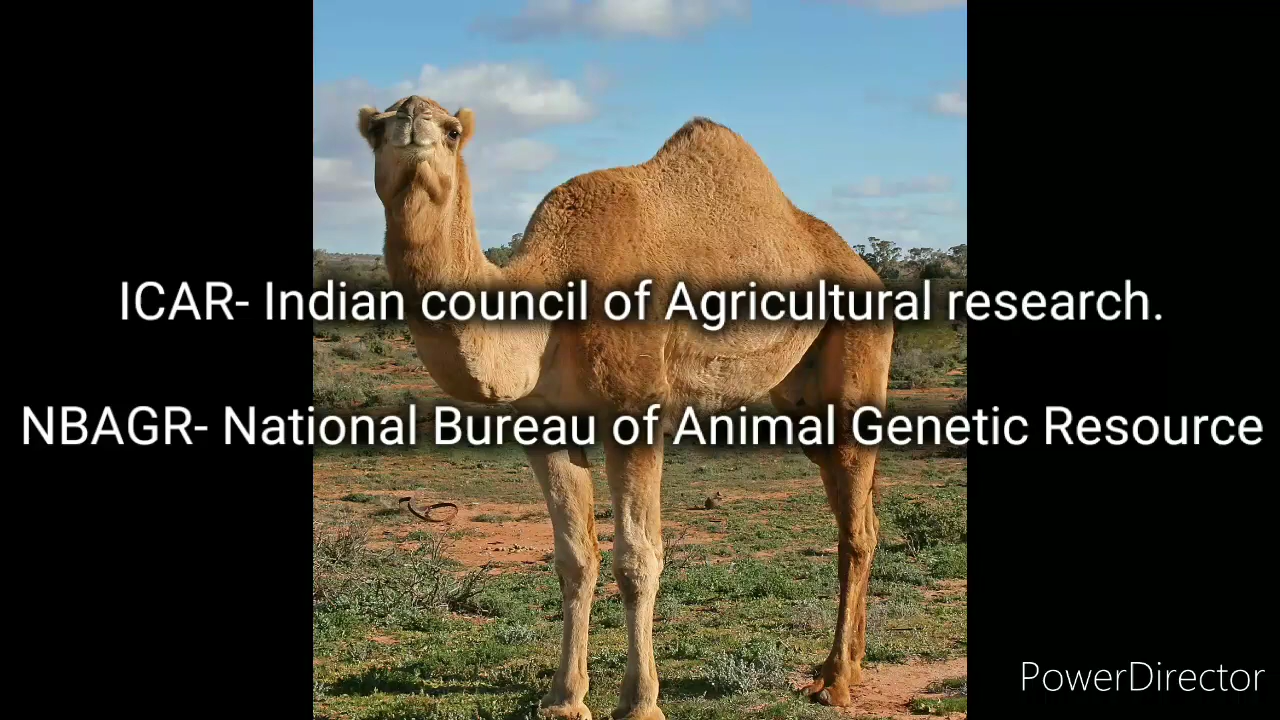 ICAR- Indian council of Agricultural research.
NBAGR- National Bureau of Animal Genetic Resource
PowerDirector